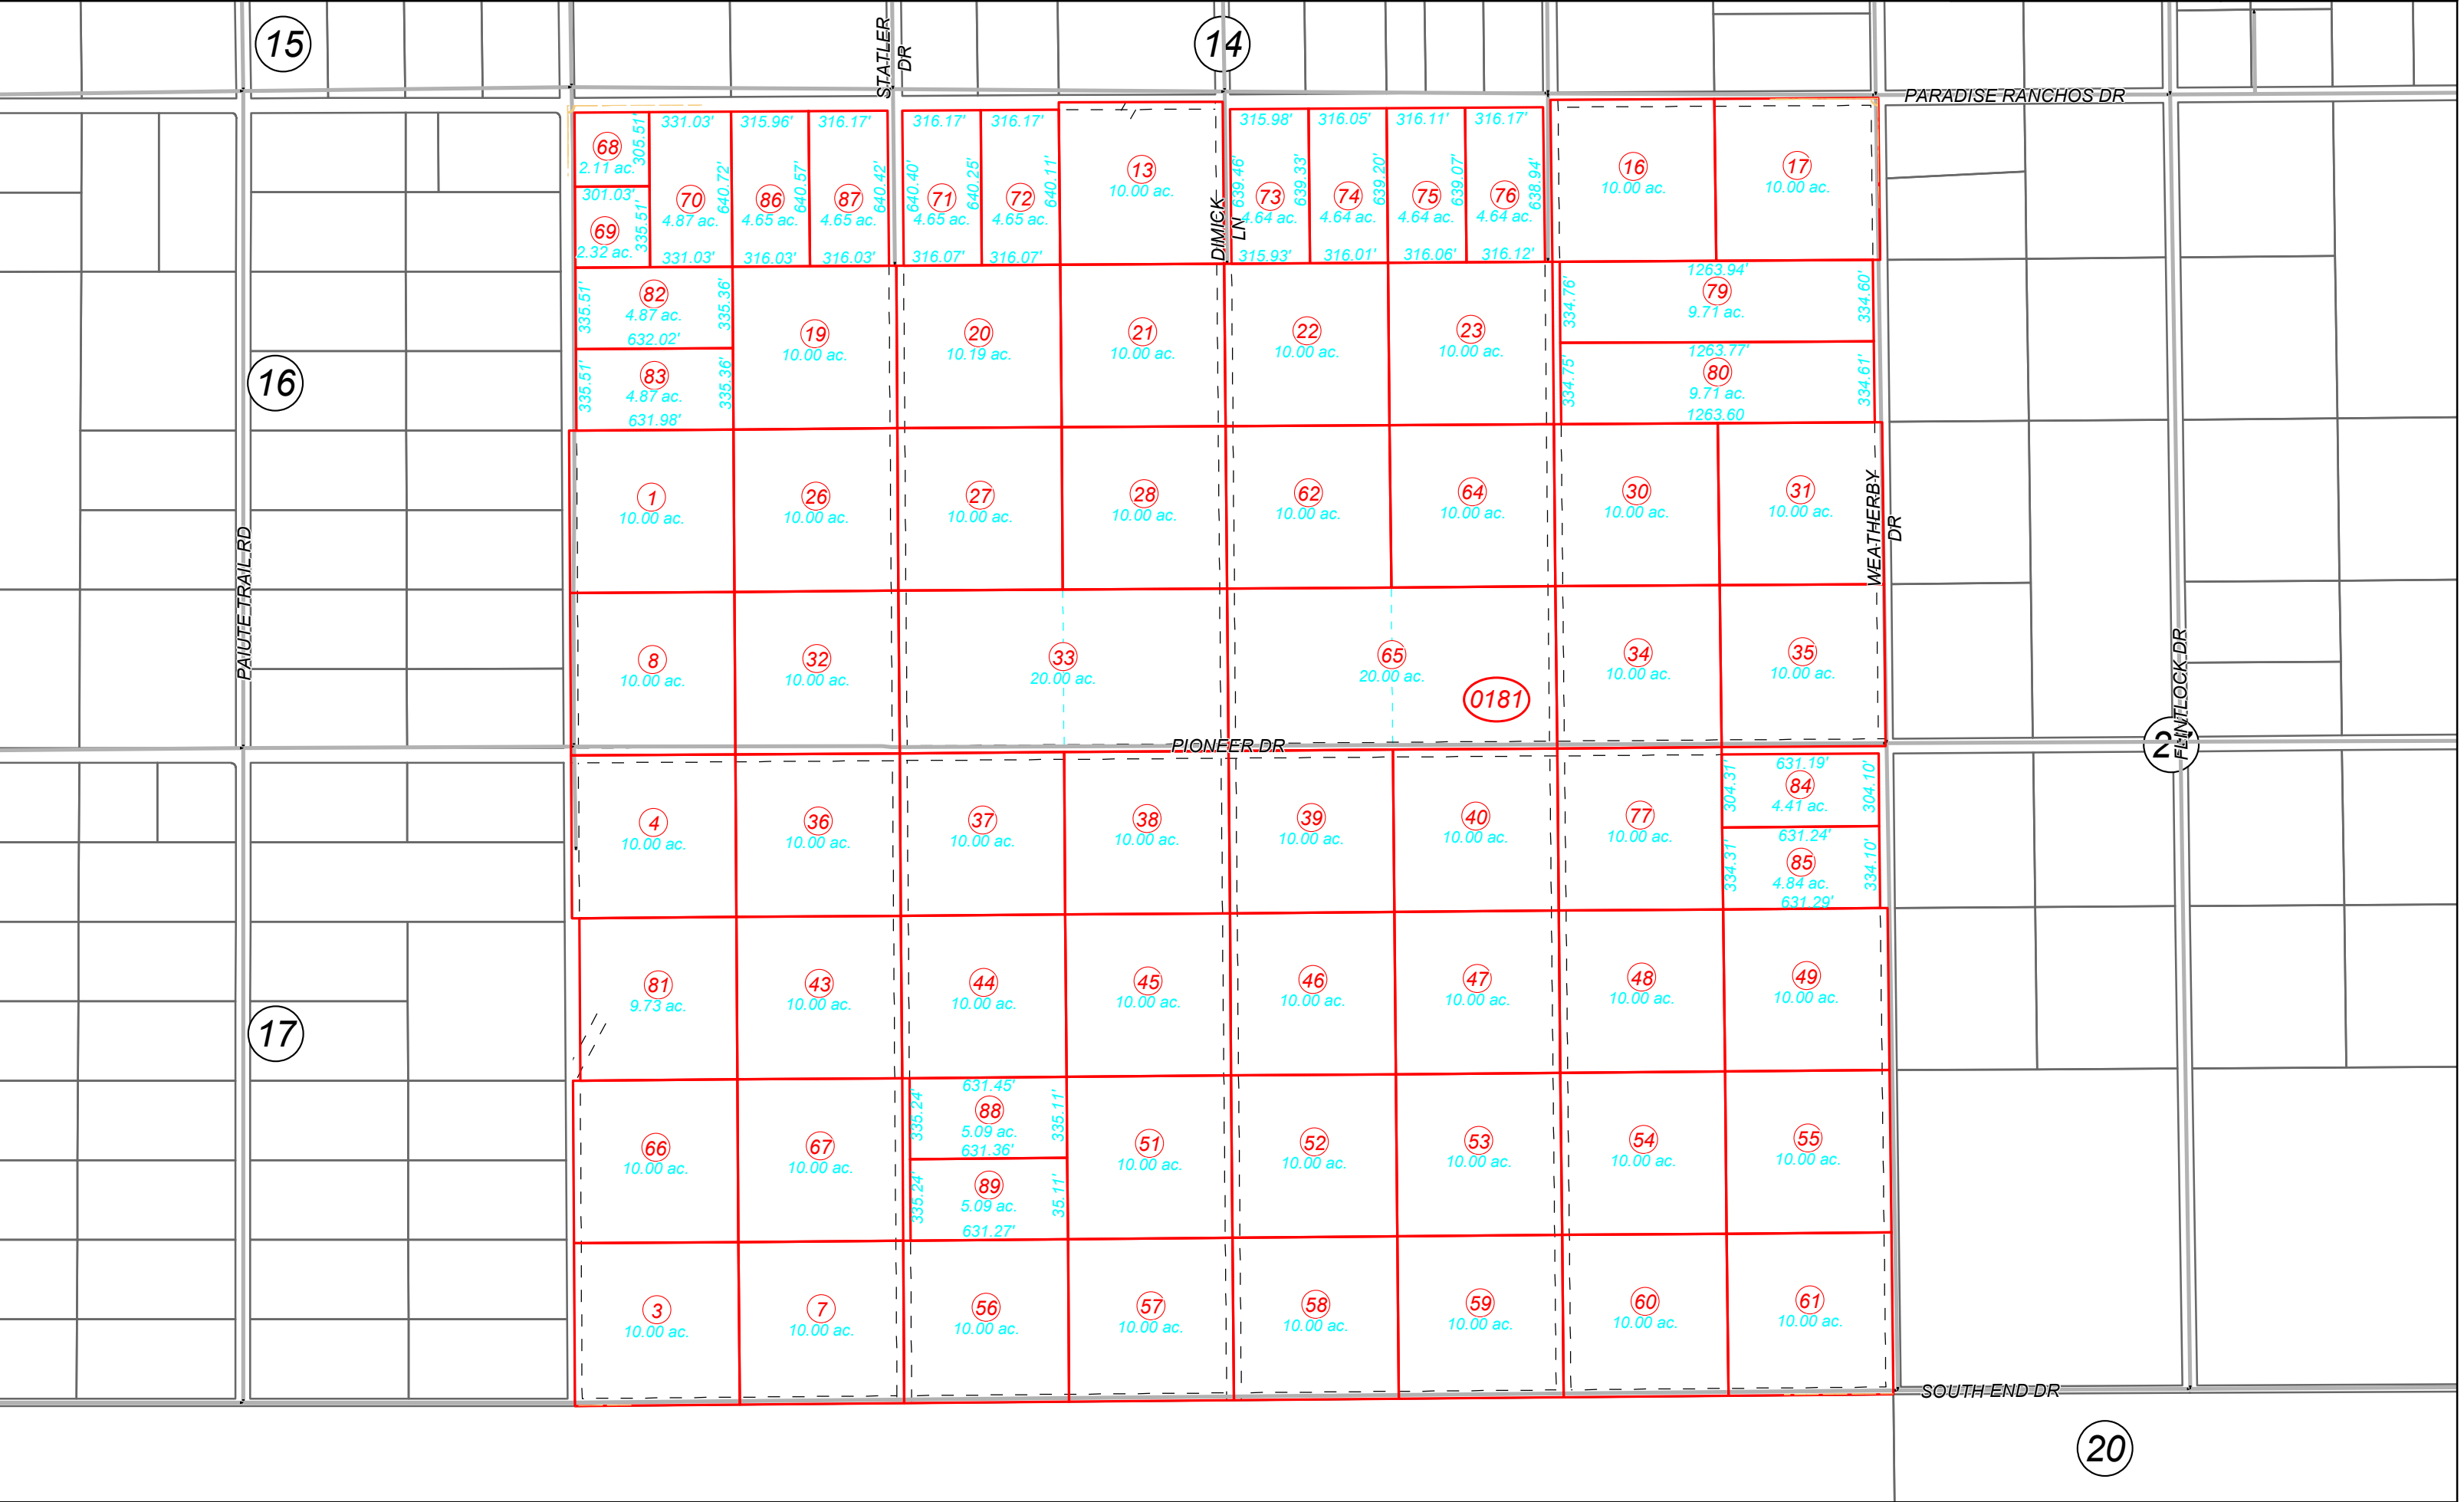 15
14
STATLER
DR
PARADISE RANCHOS DR
68
2.11 ac.
305.51'
301.03'
69
2.32 ac.
335.51'
331.03'
70
4.87 ac.
640.72'
331.03'
315.96'
86
4.65 ac.
640.57'
316.03'
316.17'
87
4.65 ac.
640.42'
316.03'
316.17'
640.40'
71
4.65 ac.
640.25'
316.07'
316.17'
72
4.65 ac.
640.11'
316.07'
13
10.00 ac.
DIMICK
LN
315.98'
639.46'
73
4.64 ac.
639.33'
315.93'
316.05'
74
4.64 ac.
639.20'
316.01'
316.11'
75
4.64 ac.
639.07'
316.06'
316.17'
76
4.64 ac.
638.94'
316.12'
16
10.00 ac.
17
10.00 ac.
16
335.51'
82
4.87 ac.
335.36'
632.02'
335.51'
83
4.87 ac.
335.36'
631.98'
19
10.00 ac.
20
10.19 ac.
21
10.00 ac.
22
10.00 ac.
23
10.00 ac.
1263.94'
334.76'
79
9.71 ac.
334.60'
1263.77'
334.75'
80
9.71 ac.
334.61'
1263.60
1
10.00 ac.
26
10.00 ac.
27
10.00 ac.
28
10.00 ac.
62
10.00 ac.
64
10.00 ac.
30
10.00 ac.
31
10.00 ac.
WEATHERBY
DR
PAIUTE TRAIL RD
8
10.00 ac.
32
10.00 ac.
33
20.00 ac.
65
20.00 ac.
0181
34
10.00 ac.
35
10.00 ac.
FLINTLOCK DR
PIONEER DR
4
10.00 ac.
36
10.00 ac.
37
10.00 ac.
38
10.00 ac.
39
10.00 ac.
40
10.00 ac.
77
10.00 ac.
631.19'
304.31'
84
4.41 ac.
304.10'
631.24'
334.31'
85
4.84 ac.
334.10'
631.29'
17
81
9.73 ac.
43
10.00 ac.
44
10.00 ac.
45
10.00 ac.
46
10.00 ac.
47
10.00 ac.
48
10.00 ac.
49
10.00 ac.
66
10.00 ac.
67
10.00 ac.
631.45'
335.24'
88
5.09 ac.
335.11'
631.36'
335.24'
89
5.09 ac.
35.11'
631.27'
51
10.00 ac.
52
10.00 ac.
53
10.00 ac.
54
10.00 ac.
55
10.00 ac.
3
10.00 ac.
7
10.00 ac.
56
10.00 ac.
57
10.00 ac.
58
10.00 ac.
59
10.00 ac.
60
10.00 ac.
61
10.00 ac.
SOUTH END DR
20